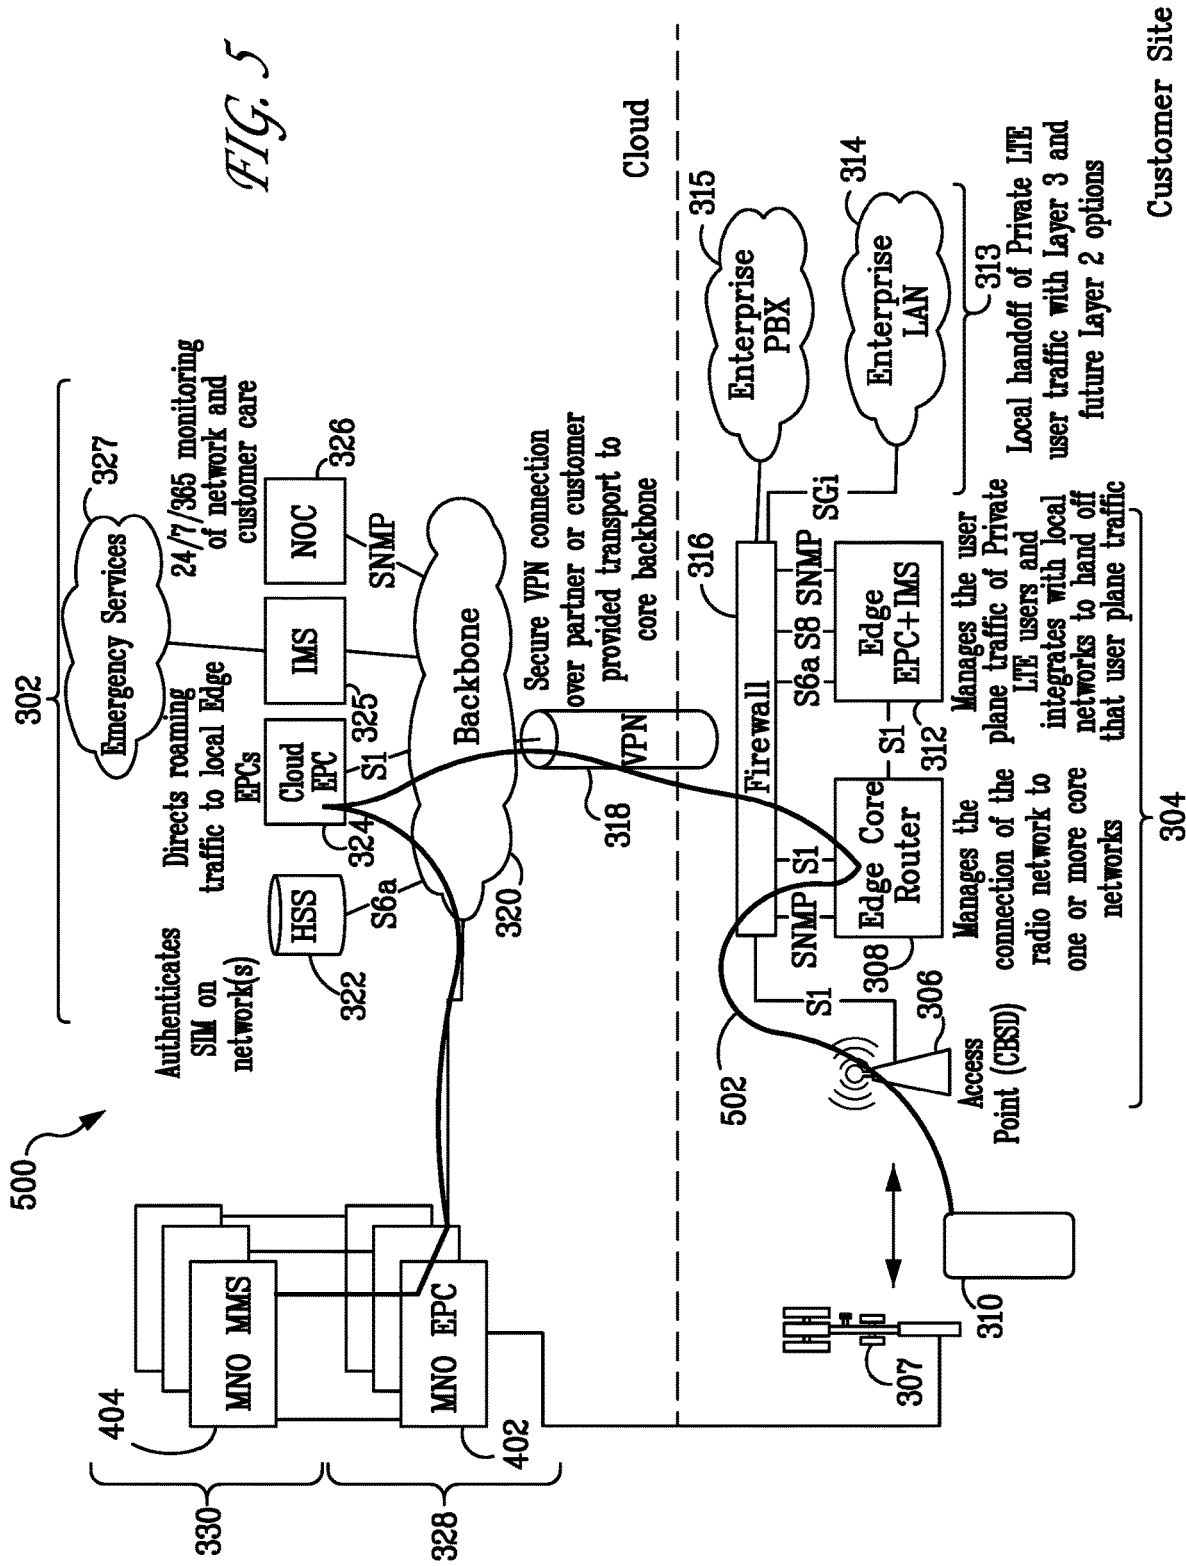 FIG. 5
500
302
Emergency Services
327
Authenticates
SIM on
network(s)
Directs roaming
traffic to local Edge
EPCs
24/7/365 monitoring
of network and
customer care
HSS
322
Cloud
EPC
324
IMS
325
NOC
326
S6a
S1
SNMP
Backbone
320
MNO MMS
404
330
MNO EPC
402
328
VPN
318
Secure VPN connection
over partner or customer
provided transport to
core backbone
Cloud
Firewall
316
Enterprise
PBX
315
Enterprise
LAN
314
SGi
502
S1
SNMP
S1
S6a
S8
SNMP
Edge Core
Router
308
S1
Edge
EPC+IMS
312
306
307
310
Access
Point (CBSD)
Manages the
connection of the
radio network to
one or more core
networks
Manages the user
plane traffic of Private
LTE users and
integrates with local
networks to hand off
that user plane traffic
313
Local handoff of Private LTE
user traffic with Layer 3 and
future Layer 2 options
304
Customer Site